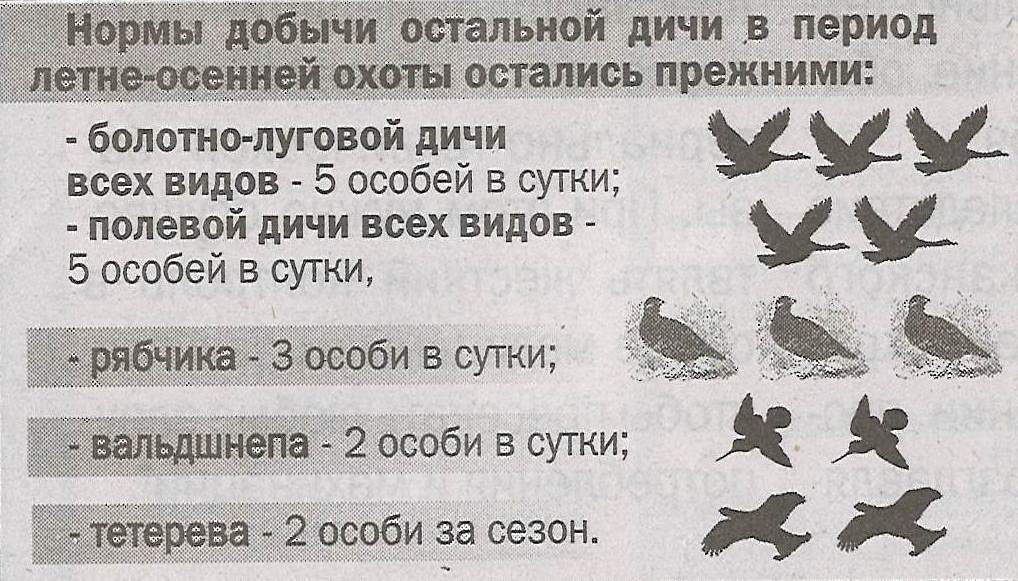 Нормы добычи остальной дичи в период
летне-осенней охоты остались прежними:
- болотно-луговой дичи
всех видов - 5 особей в сутки;
- полевой дичи всех видов -
5 особей в сутки,
- рябчика - 3 особи в сутки;
- вальдшнепа - 2 особи в сутки;
- тетерева - 2 особи за сезон.